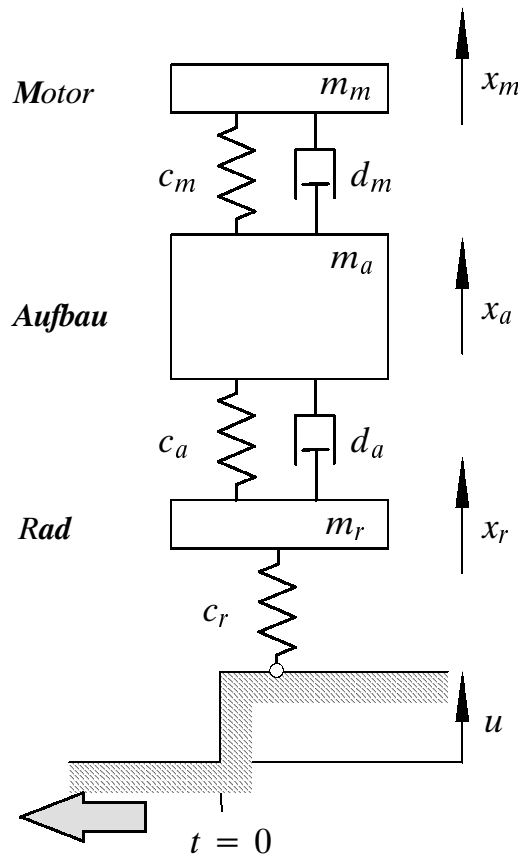 m_m
x_m
Motor
c_m
d_m
m_a
x_a
Aufbau
c_a
d_a
m_r
x_r
Rad
c_r
u
t = 0